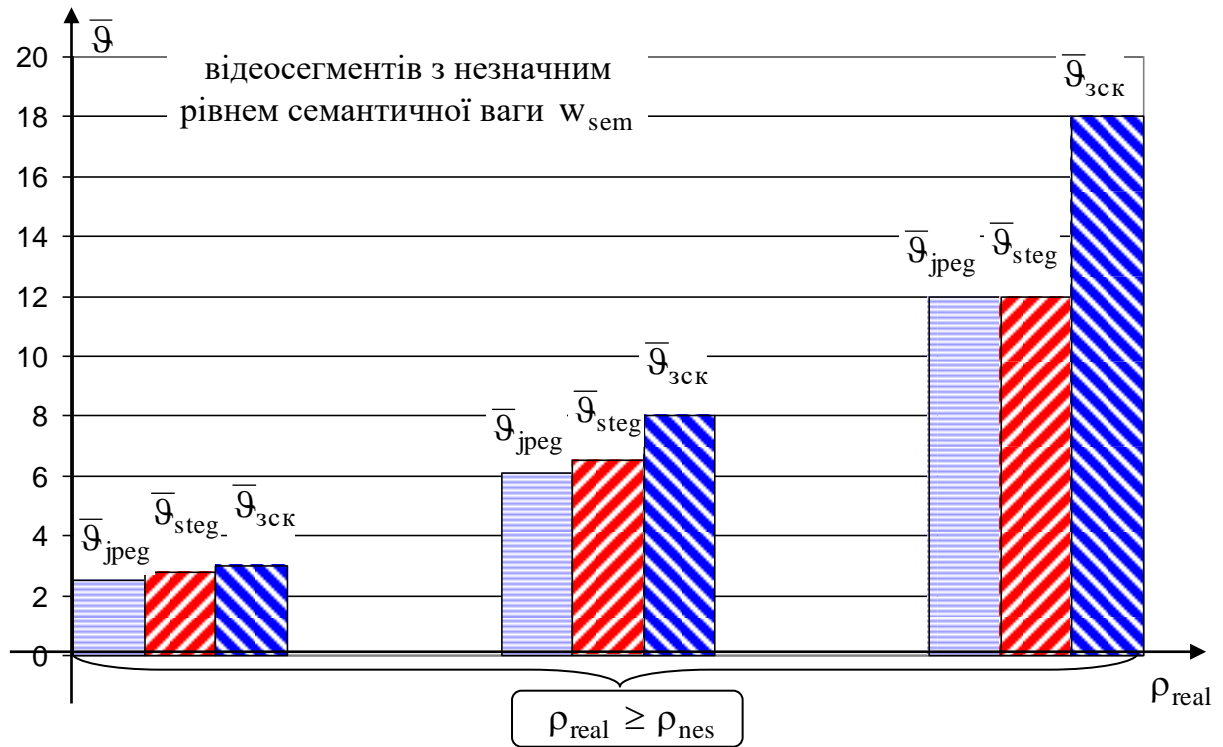 ϑ̅
20
відеосегментів з незначним
рівнем семантичної ваги w_sem
ϑ̅_зск
18
16
14
ϑ̅_jpeg ϑ̅_steg
12
10
ϑ̅_зск
8
ϑ̅_jpeg ϑ̅_steg
6
ϑ̅_jpeg ϑ̅_steg ϑ̅_зск
4
2
0
ρ_real
ρ_real ≥ ρ_nes